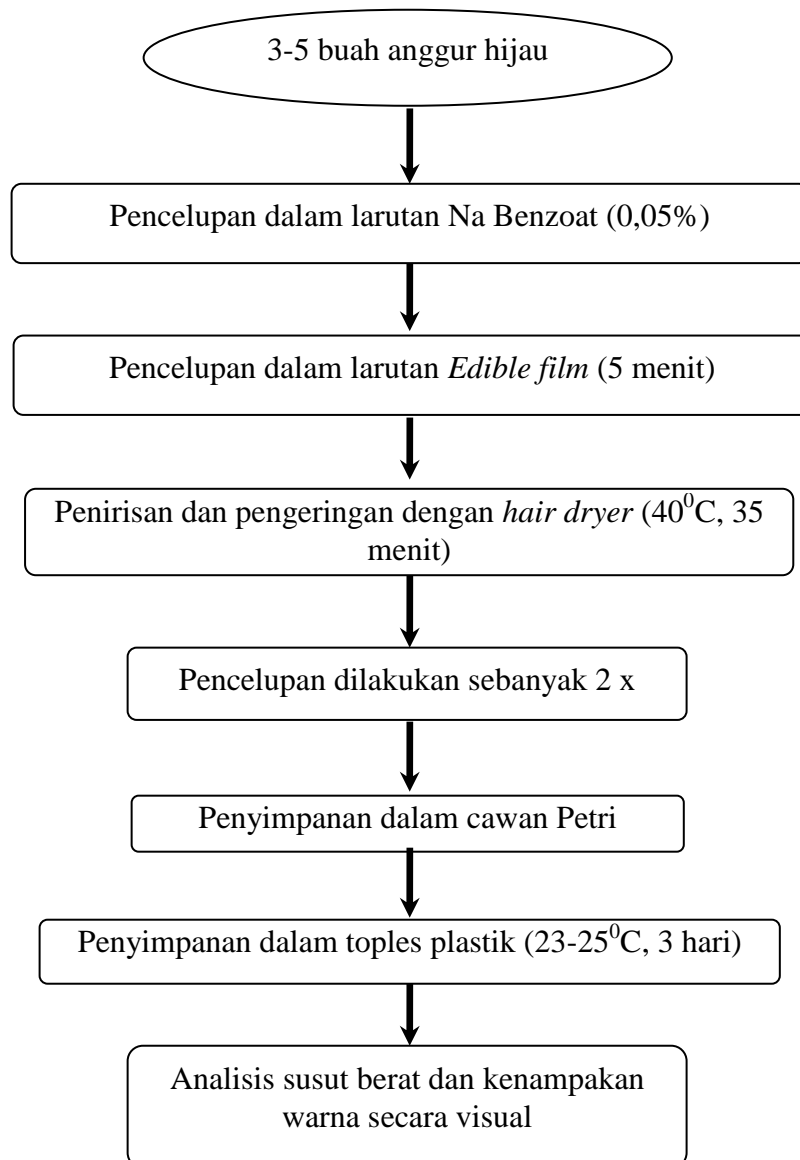 3-5 buah anggur hijau
Pencelupan dalam larutan Na Benzoat (0,05%)
Pencelupan dalam larutan Edible film (5 menit)
Penirisan dan pengeringan dengan hair dryer (40⁰C, 35
menit)
Pencelupan dilakukan sebanyak 2 x
Penyimpanan dalam cawan Petri
Penyimpanan dalam toples plastik (23-25⁰C, 3 hari)
Analisis susut berat dan kenampakan
warna secara visual